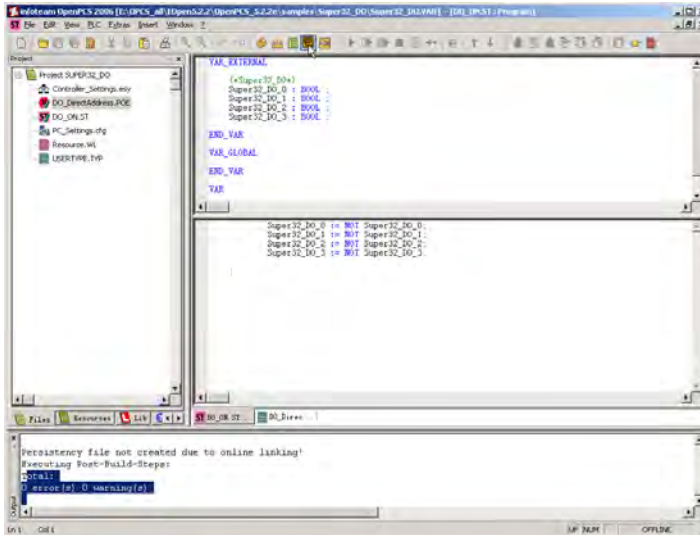 infoteam OpenPCS 2006
File Edit View PLC Extras Insert Window ?
Project
Project SUPER32_DO
Controller_Settings.esy
DO_DirectAddress.POE
DO_ON.ST
PC_Settings.cfg
Resource.WL
USERTYPE.TYP
Files Resources Lib
VAR_EXTERNAL
(*Super32_DO*)
Super32_DO_0 : BOOL ;
Super32_DO_1 : BOOL ;
Super32_DO_2 : BOOL ;
Super32_DO_3 : BOOL ;
END_VAR
VAR_GLOBAL
END_VAR
VAR
Super32_DO_0 := NOT Super32_DO_0;
Super32_DO_1 := NOT Super32_DO_1;
Super32_DO_2 := NOT Super32_DO_2;
Super32_DO_3 := NOT Super32_DO_3;
ST DO_ON.ST DO_Direc...
Persistency file not created due to online linking!
Executing Post-Build-Steps:
Total:
0 error(s) 0 warning(s)
Output
Ln 1 Col 1 NUM OFFLINE